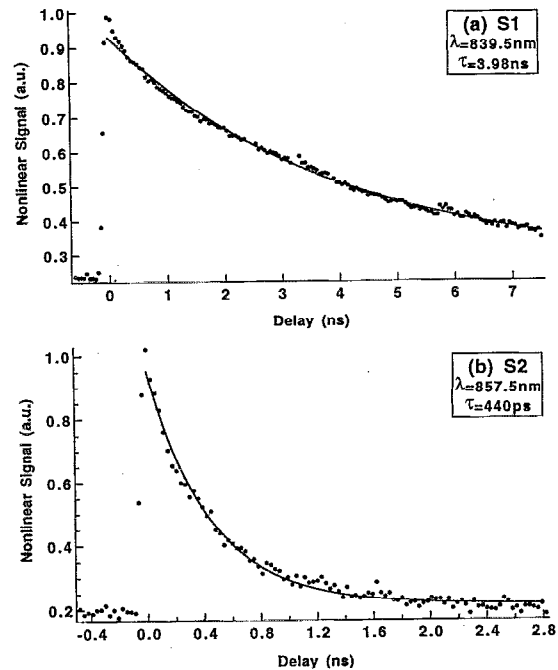 (a) S1
λ=839.5nm
τ=3.98ns
Nonlinear Signal (a.u.)
1.0
0.9
0.8
0.7
0.6
0.5
0.4
0.3
0 1 2 3 4 5 6 7
Delay (ns)
(b) S2
λ=857.5nm
τ=440ps
Nonlinear Signal (a.u.)
1.0
0.8
0.6
0.4
0.2
-0.4 0.0 0.4 0.8 1.2 1.6 2.0 2.4 2.8
Delay (ns)